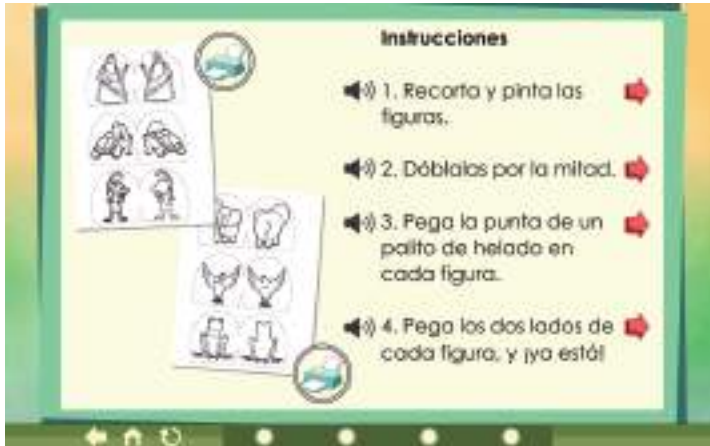 Instrucciones
1. Recorta y pinta las
figuras.
2. Dóblalas por la mitad.
3. Pega la punta de un
palito de helado en
cada figura.
4. Pega los dos lados de
cada figura, y ¡ya está!